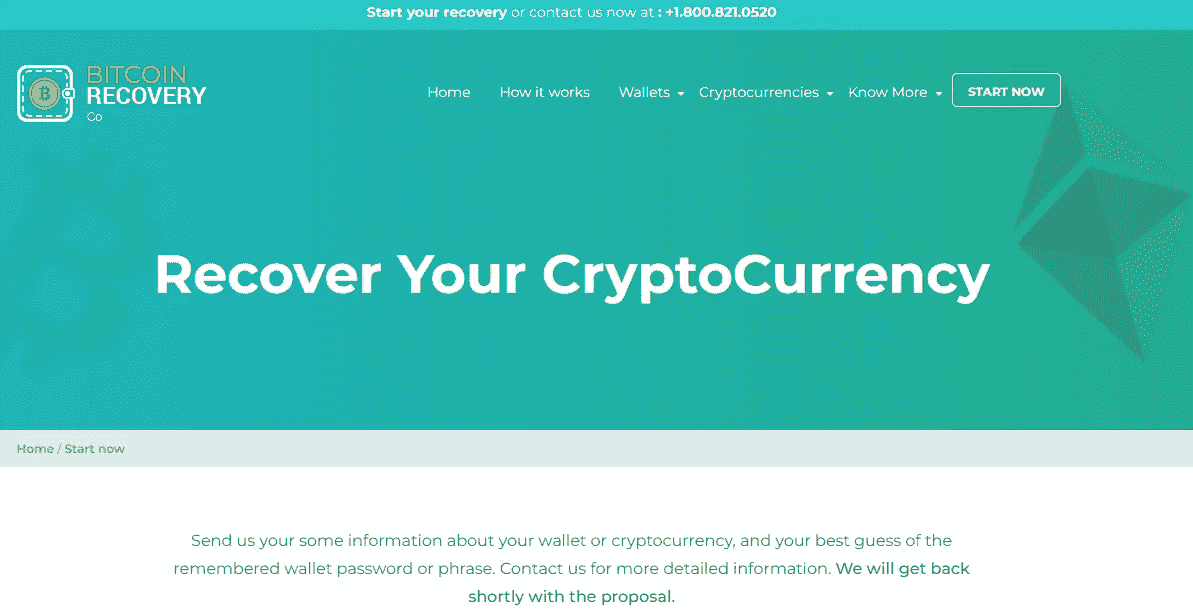 Start your recovery or contact us now at : +1.800.821.0520
BITCOIN
RECOVERY
Co
Home How it works Wallets Cryptocurrencies Know More START NOW
Recover Your CryptoCurrency
Home / Start now
Send us your some information about your wallet or cryptocurrency, and your best guess of the
remembered wallet password or phrase. Contact us for more detailed information. We will get back
shortly with the proposal.